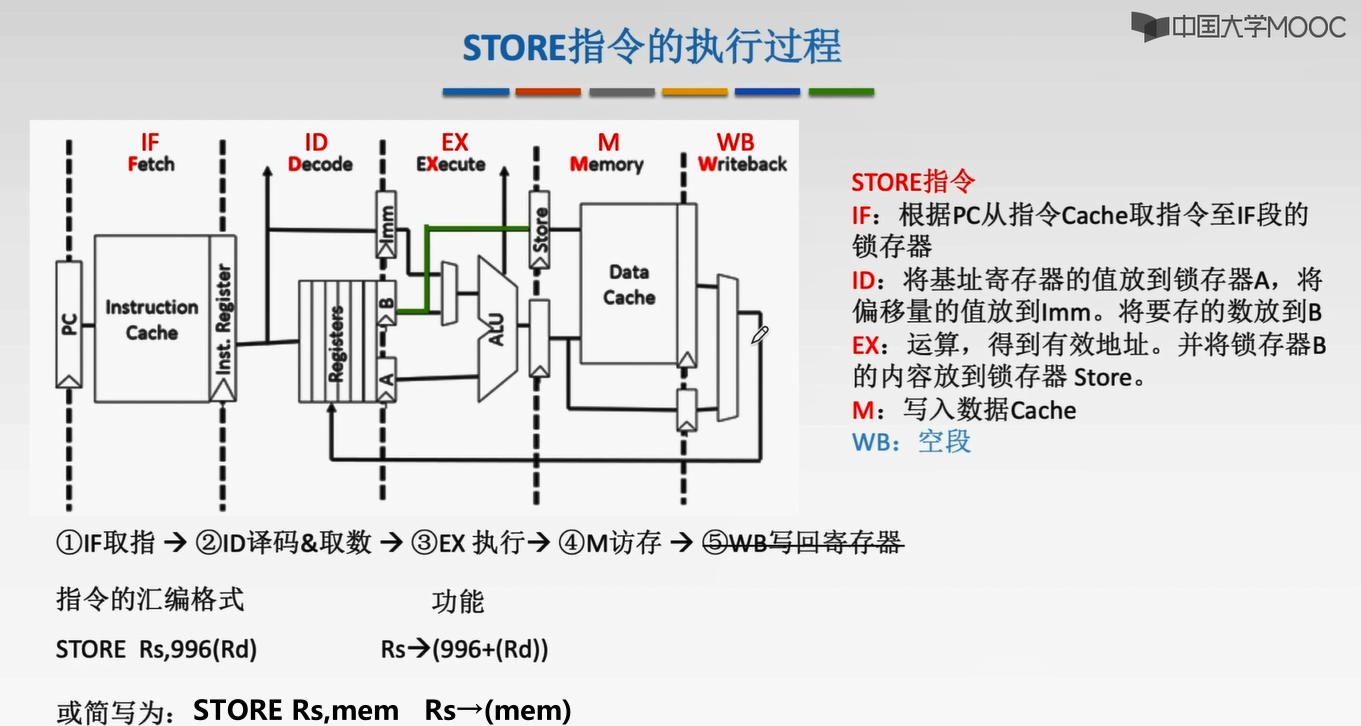 中国大学MOOC
STORE指令的执行过程
IF
Fetch
ID
Decode
EX
EXecute
M
Memory
WB
Writeback
PC
Instruction
Cache
Inst. Register
Registers
Imm
B
A
ALU
Store
Data
Cache
STORE指令
IF：根据PC从指令Cache取指令至IF段的
锁存器
ID：将基址寄存器的值放到锁存器A，将
偏移量的值放到Imm。将要存的数放到B
EX：运算，得到有效地址。并将锁存器B
的内容放到锁存器 Store。
M：写入数据Cache
WB：空段
①IF取指 → ②ID译码&取数 → ③EX 执行→ ④M访存 → ⑤WB写回寄存器
指令的汇编格式 功能
STORE Rs,996(Rd) Rs→(996+(Rd))
或简写为：STORE Rs,mem Rs→(mem)